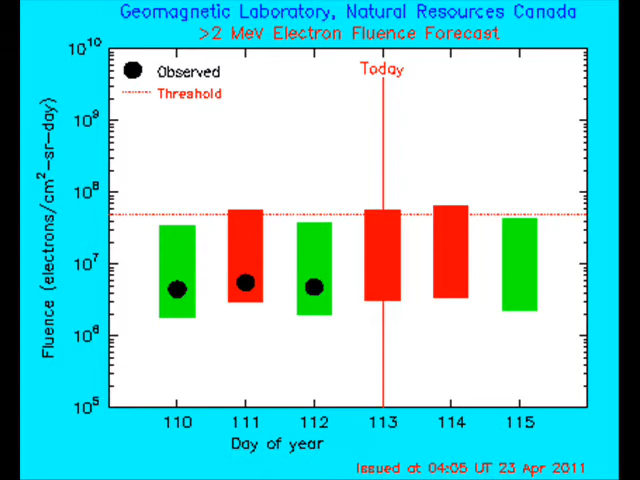 Geomagnetic Laboratory, Natural Resources Canada
>2 MeV Electron Fluence Forecast
Today
Observed
Threshold
10^10
10^9
10^8
10^7
10^6
10^5
Fluence (electrons/cm^2-sr-day)
110 111 112 113 114 115
Day of year
Issued at 04:05 UT 23 Apr 2011